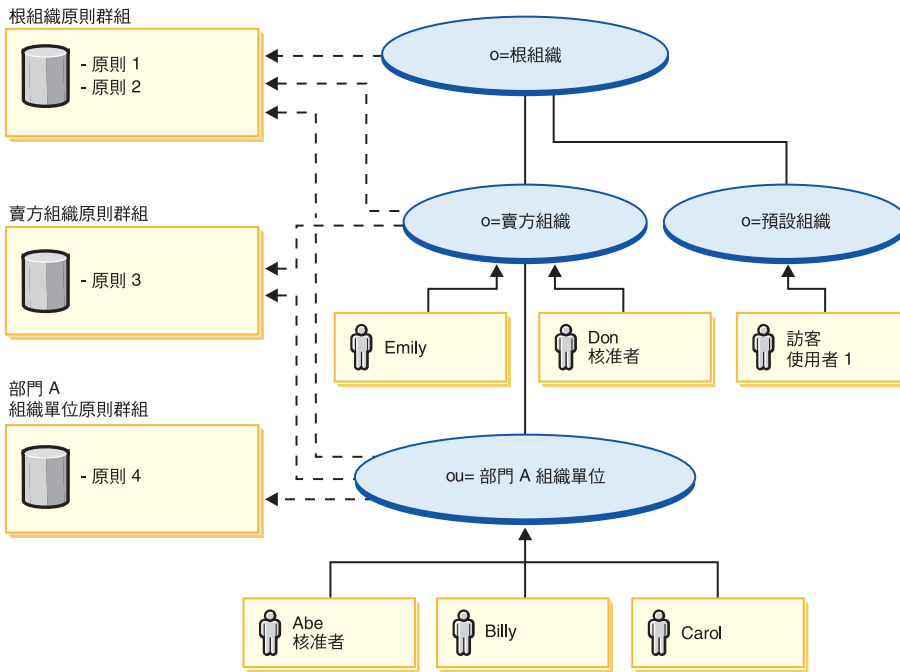 根組織原則群組
- 原則 1
- 原則 2
o=根組織
賣方組織原則群組
- 原則 3
o=賣方組織
o=預設組織
Emily
Don
核准者
訪客
使用者 1
部門 A
組織單位原則群組
- 原則 4
ou= 部門 A 組織單位
Abe
核准者
Billy
Carol